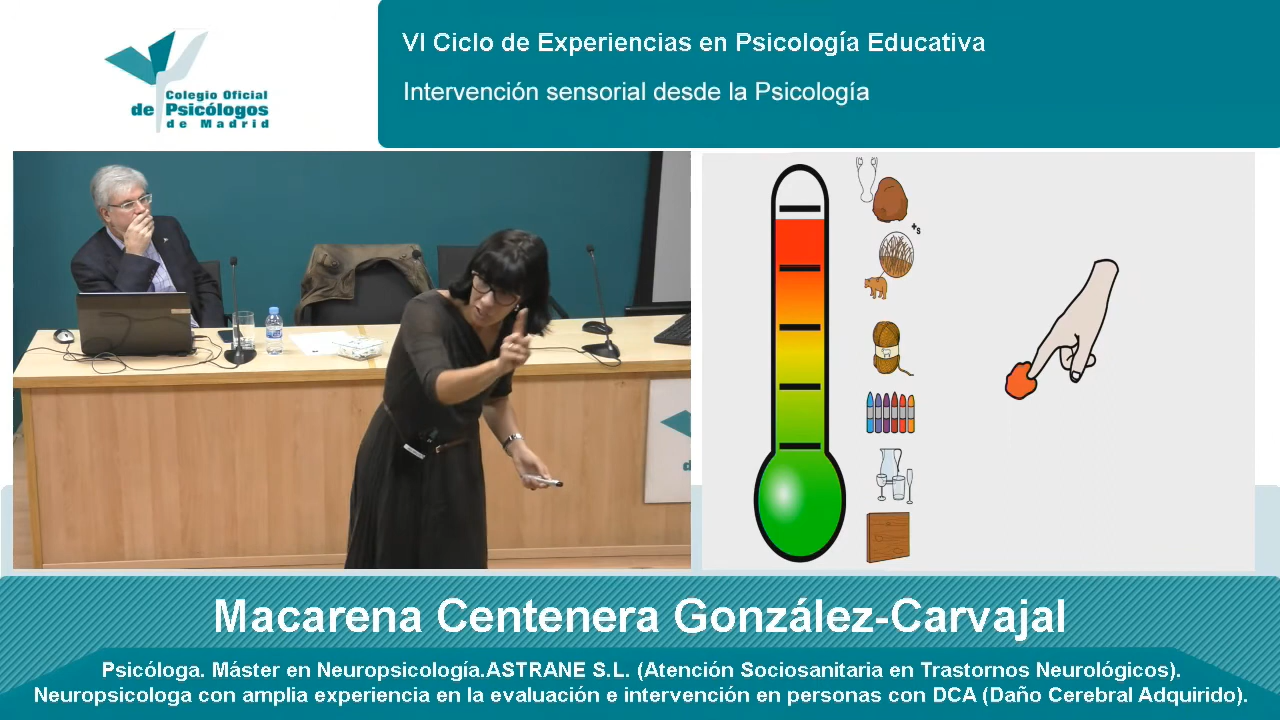 VI Ciclo de Experiencias en Psicología Educativa
Intervención sensorial desde la Psicología
Colegio Oficial
de Psicólogos
de Madrid
+s
Macarena Centenera González-Carvajal
Psicóloga. Máster en Neuropsicología.ASTRANE S.L. (Atención Sociosanitaria en Trastornos Neurológicos).
Neuropsicologa con amplia experiencia en la evaluación e intervención en personas con DCA (Daño Cerebral Adquirido).